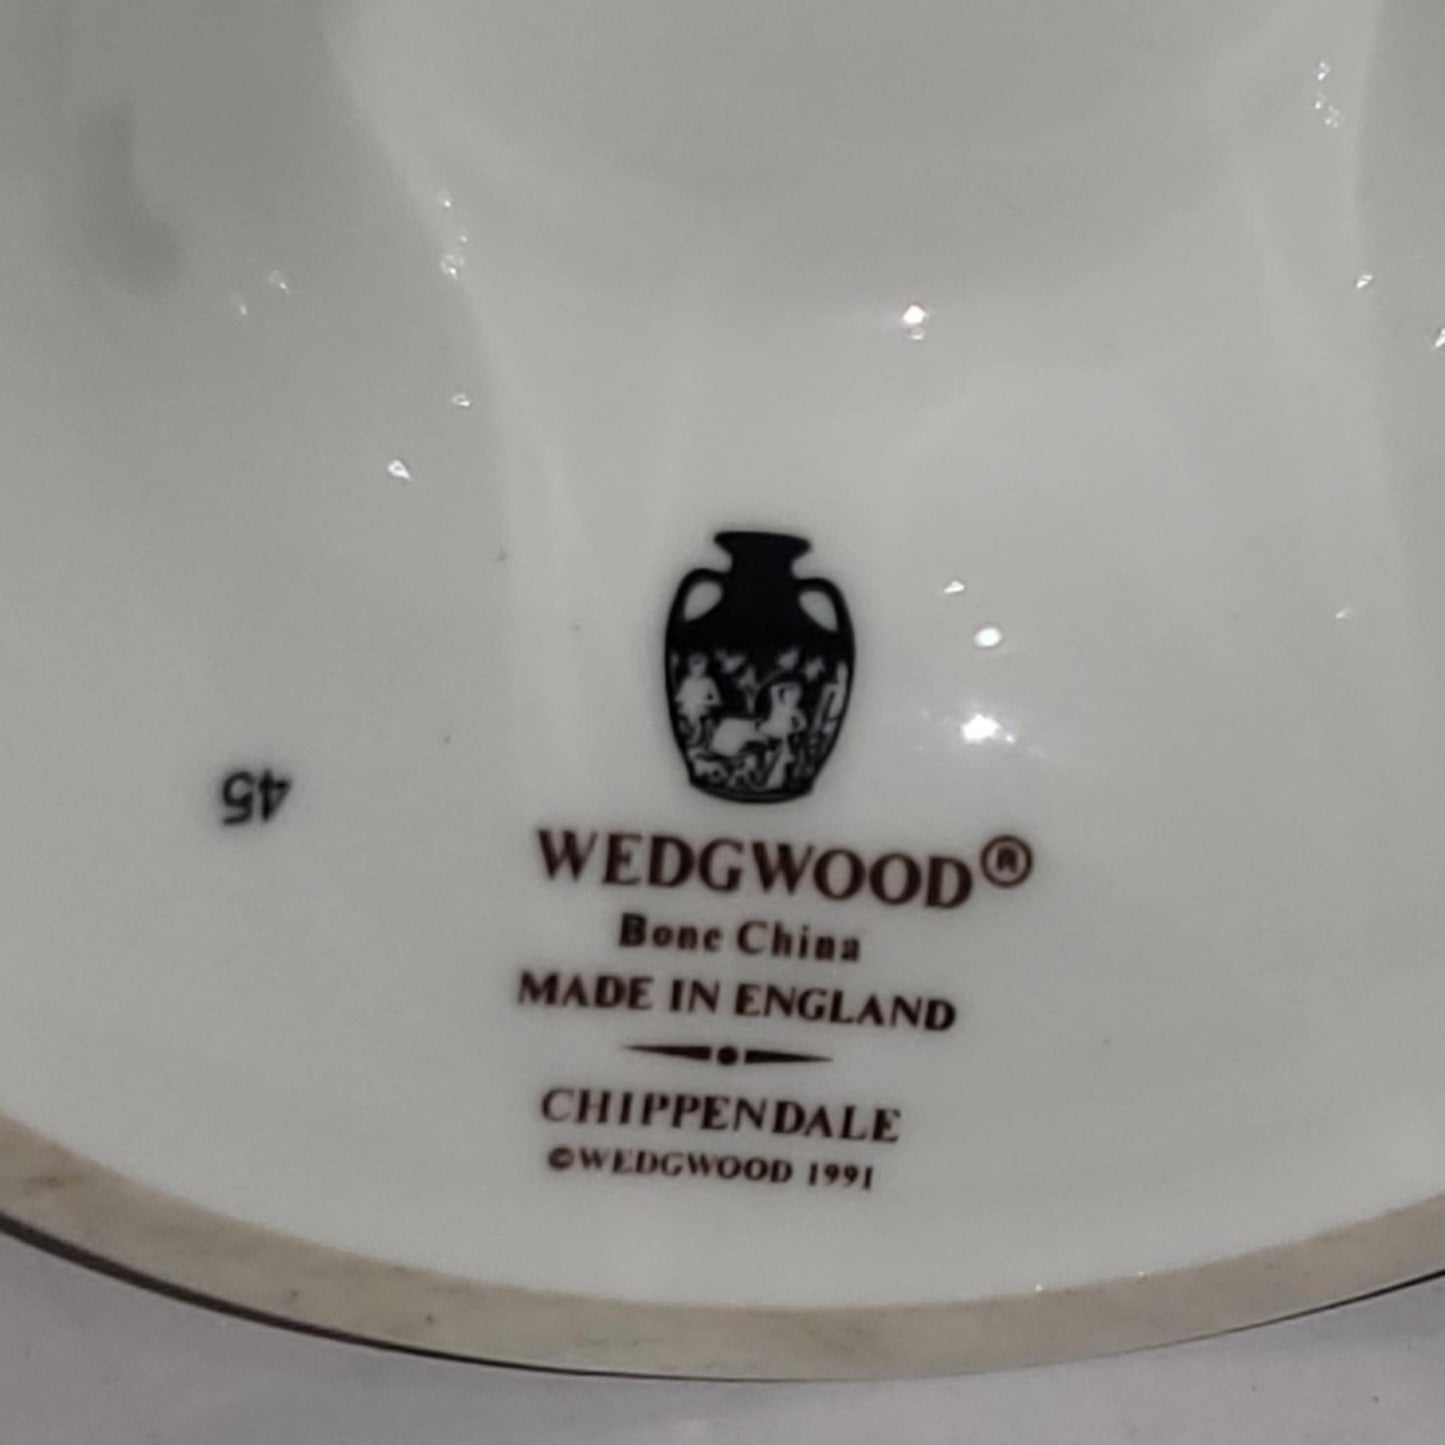 45
WEDGWOOD®
Bone China
MADE IN ENGLAND
CHIPPENDALE
©WEDGWOOD 1991